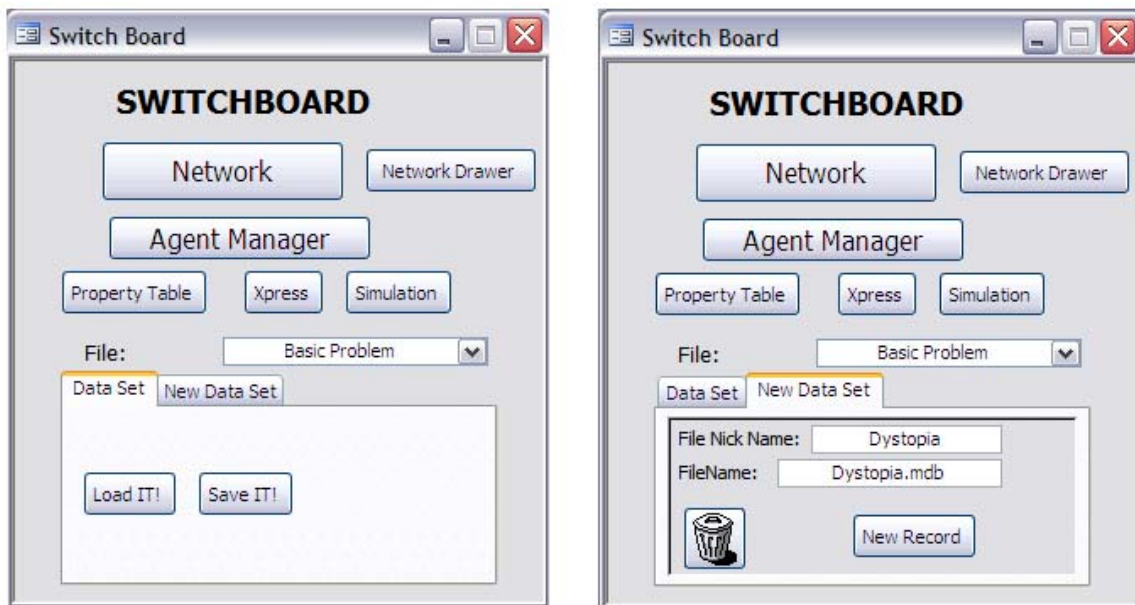 Switch Board
SWITCHBOARD
Network
Network Drawer
Agent Manager
Property Table
Xpress
Simulation
File:
Basic Problem
Data Set
New Data Set
Load IT!
Save IT!
Switch Board
SWITCHBOARD
Network
Network Drawer
Agent Manager
Property Table
Xpress
Simulation
File:
Basic Problem
Data Set
New Data Set
File Nick Name:
Dystopia
FileName:
Dystopia.mdb
New Record